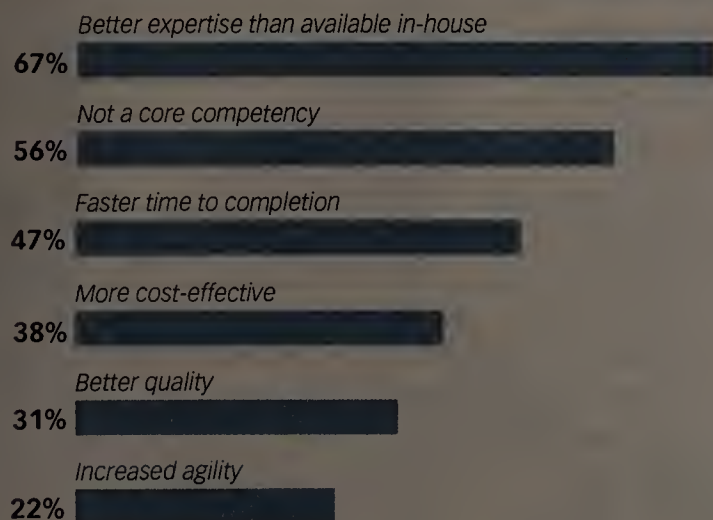 Better expertise than available in-house
67%
Not a core competency
56%
Faster time to completion
47%
More cost-effective
38%
Better quality
31%
Increased agility
22%